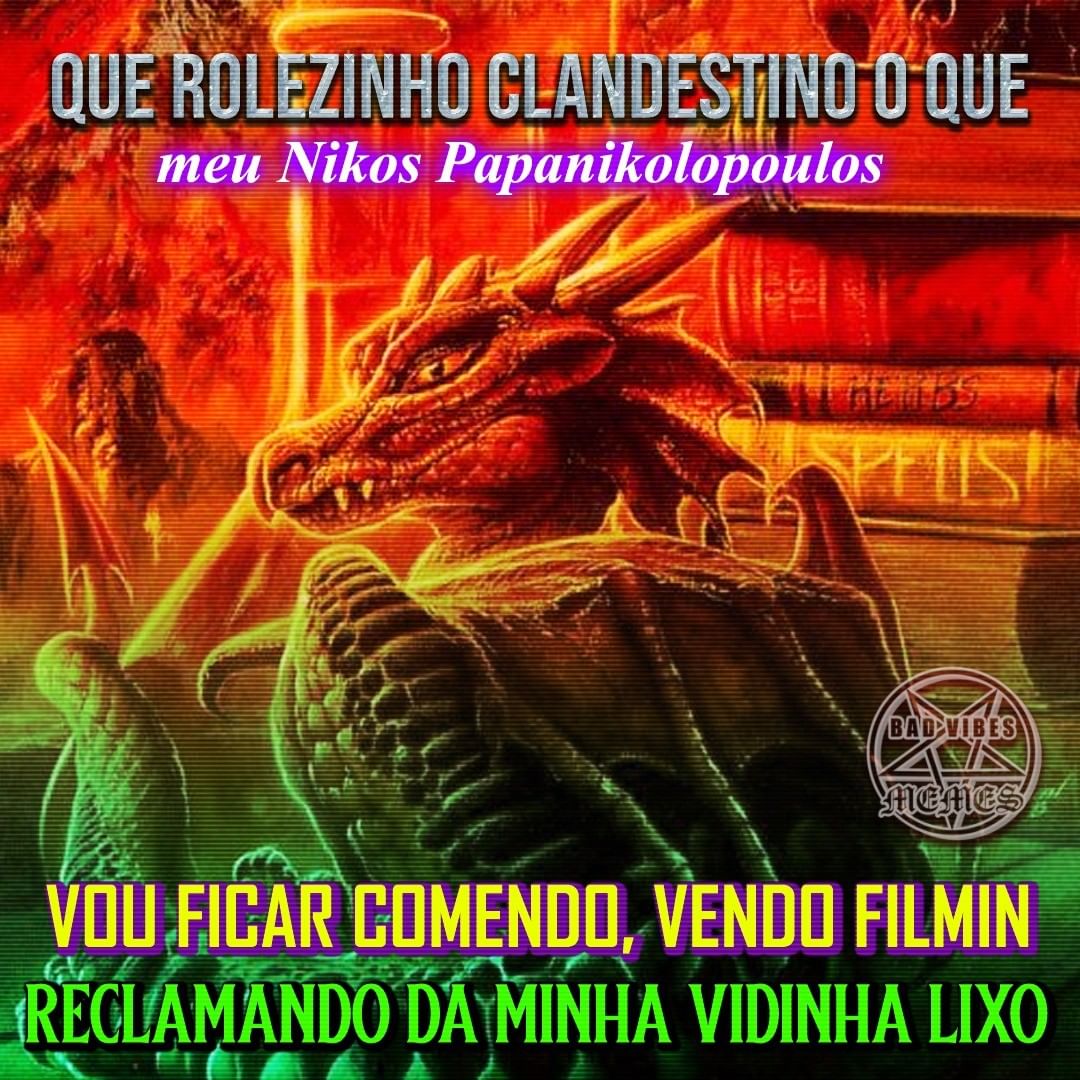 QUE ROLEZINHO CLANDESTINO O QUE
meu Nikos Papanikolopoulos
HERBS
BAD VIBES
MEMES
VOU FICAR COMENDO, VENDO FILMIN
RECLAMANDO DA MINHA VIDINHA LIXO